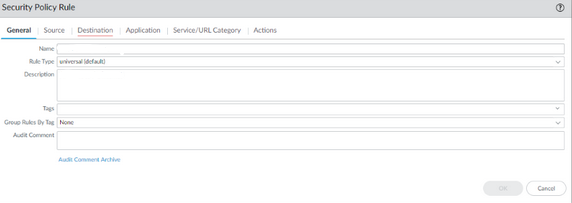 Security Policy Rule
General Source Destination Application Service/URL Category Actions
Name
Rule Type universal (default)
Description
Tags
Group Rules By Tag None
Audit Comment
Audit Comment Archive
OK Cancel